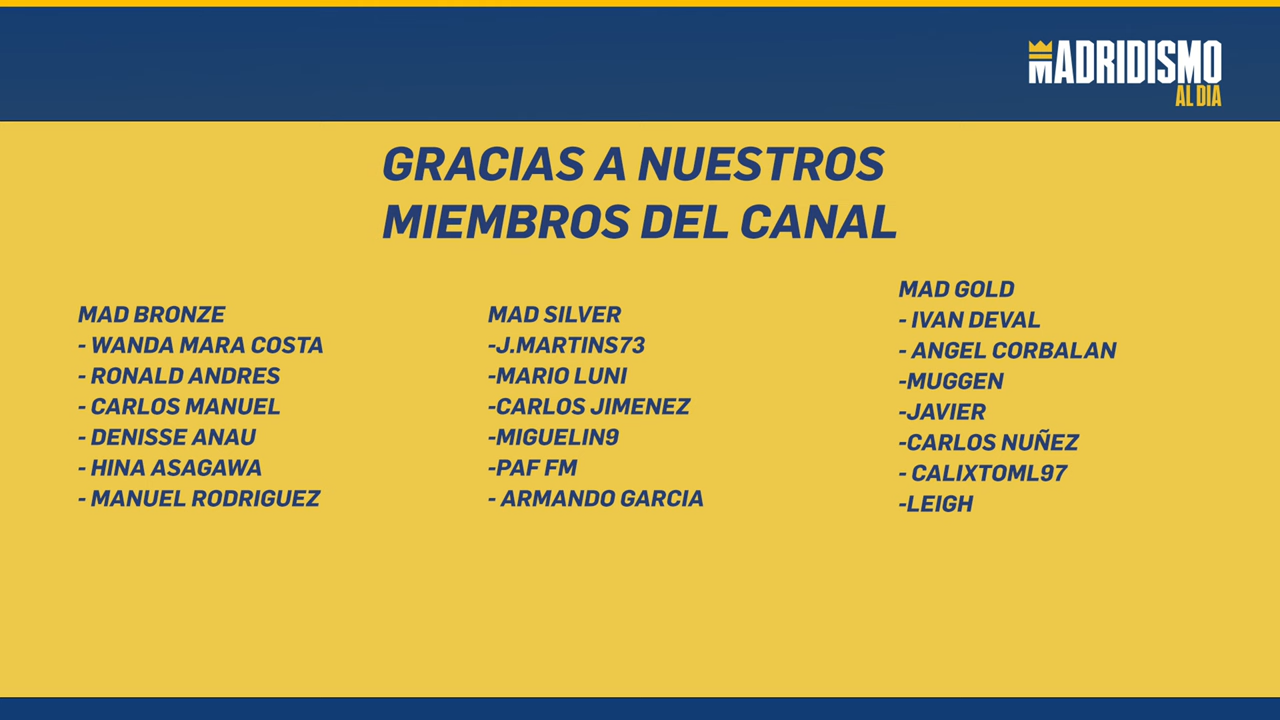 MADRIDISMO
AL DIA
GRACIAS A NUESTROS
MIEMBROS DEL CANAL
MAD BRONZE
- WANDA MARA COSTA
- RONALD ANDRES
- CARLOS MANUEL
- DENISSE ANAU
- HINA ASAGAWA
- MANUEL RODRIGUEZ
MAD SILVER
-J.MARTINS73
-MARIO LUNI
-CARLOS JIMENEZ
-MIGUELIN9
-PAF FM
- ARMANDO GARCIA
MAD GOLD
- IVAN DEVAL
- ANGEL CORBALAN
-MUGGEN
-JAVIER
-CARLOS NUÑEZ
- CALIXTOML97
-LEIGH